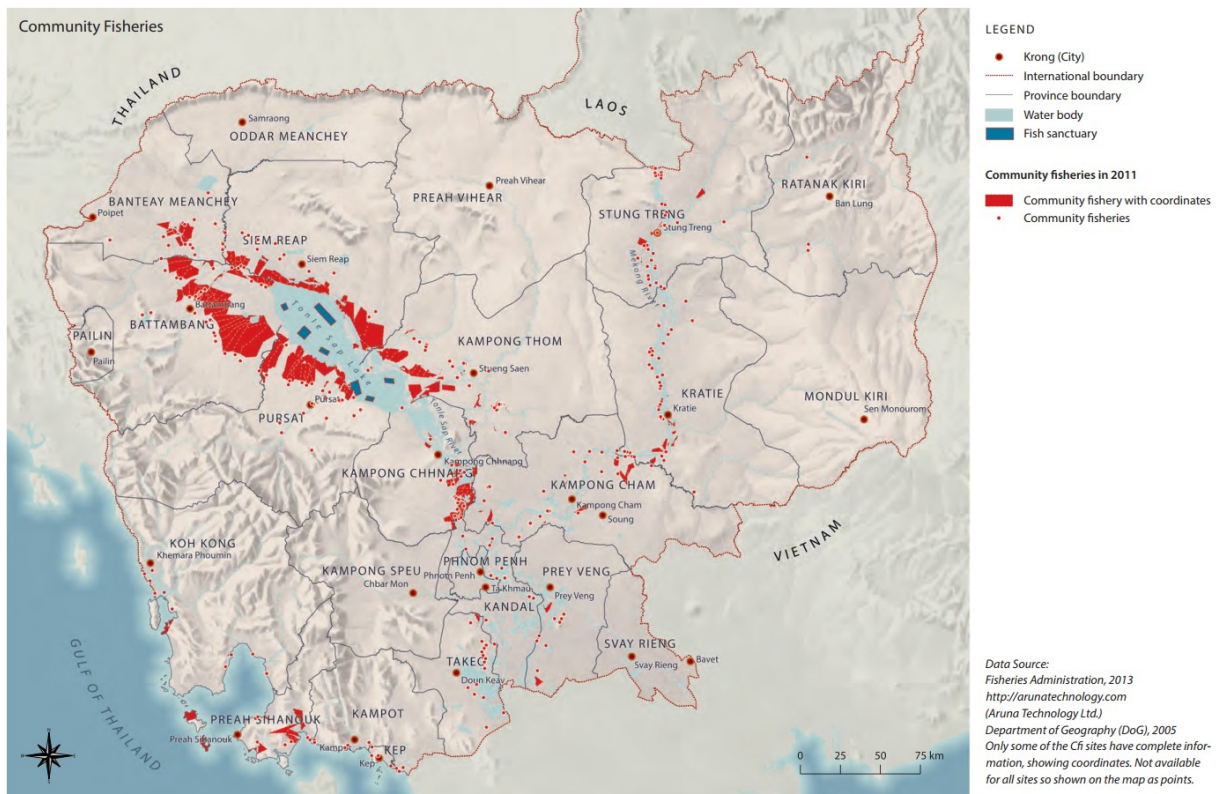 Community Fisheries
THAILAND
LAOS
Samraong
ODDAR MEANCHEY
Preah Vihear
PREAH VIHEAR
RATANAK KIRI
Ban Lung
BANTEAY MEANCHEY
Poipet
STUNG TRENG
Stung Treng
SIEM REAP
Siem Reap
Mekong River
Battambang
BATTAMBANG
Tonle Sap Lake
PAILIN
Pailin
KAMPONG THOM
Stueng Saen
KRATIE
Kratie
MONDUL KIRI
Sen Monourom
Pursat
PURSAT
Tonle Sap River
Kampong Chhnang
KAMPONG CHHNANG
KAMPONG CHAM
Kampong Cham
Soung
VIETNAM
KOH KONG
Khemara Phoumin
KAMPONG SPEU
Chbar Mon
PHNOM PENH
Phnom Penh
Ta Khmau
KANDAL
PREY VENG
Prey Veng
SVAY RIENG
Svay Rieng
Bavet
TAKEO
Doun Keav
GULF OF THAILAND
PREAH SIHANOUK
Preah Sihanouk
KAMPOT
Kamp
KEP
Kep
0 25 50 75 km
LEGEND
Krong (City)
International boundary
Province boundary
Water body
Fish sanctuary
Community fisheries in 2011
Community fishery with coordinates
Community fisheries
Data Source:
Fisheries Administration, 2013
http://arunatechnology.com
(Aruna Technology Ltd.)
Department of Geography (DoG), 2005
Only some of the Cfi sites have complete infor-
mation, showing coordinates. Not available
for all sites so shown on the map as points.